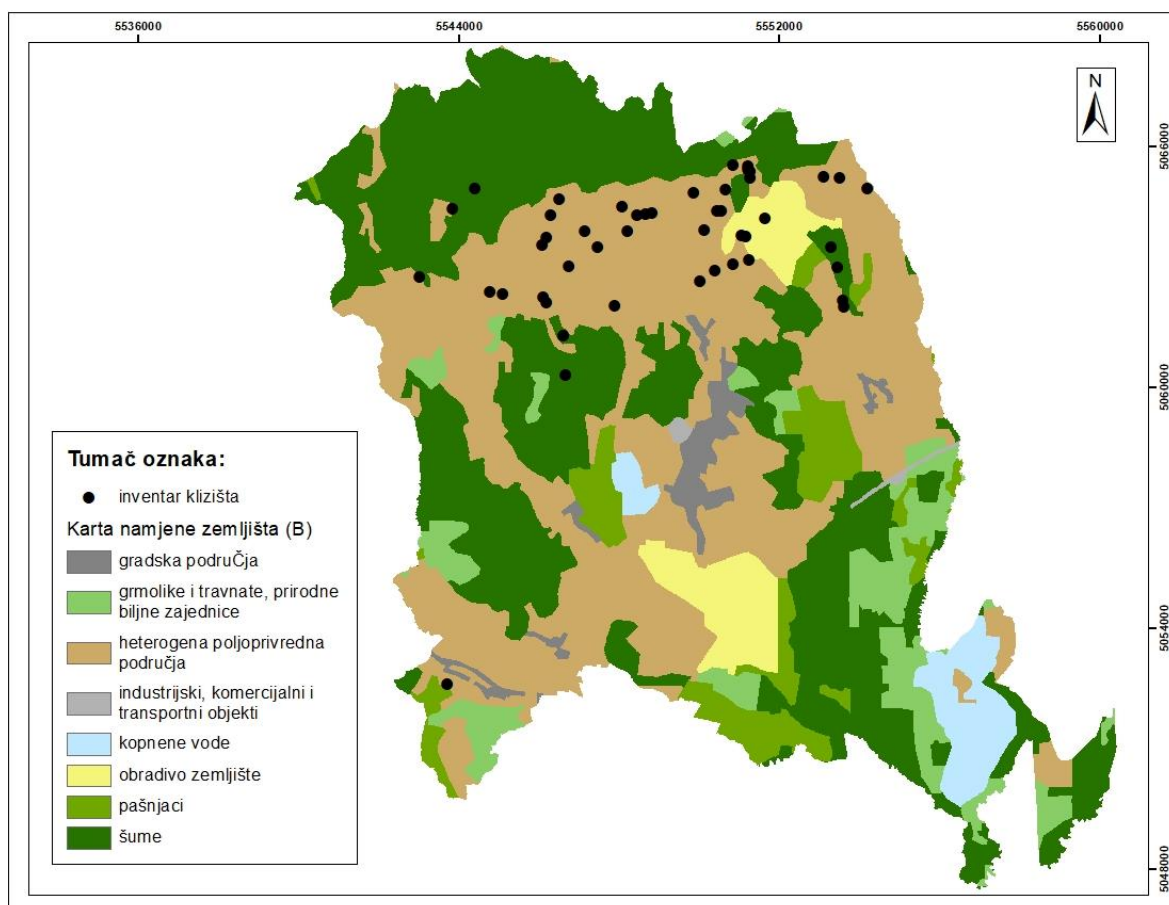 5536000
5544000
5552000
5560000
N
5066000
5060000
5054000
5048000
Tumač oznaka:
inventar klizišta
Karta namjene zemljišta (B)
gradska podruČja
grmolike i travnate, prirodne
biljne zajednice
heterogena poljoprivredna
područja
industrijski, komercijalni i
transportni objekti
kopnene vode
obradivo zemljište
pašnjaci
šume